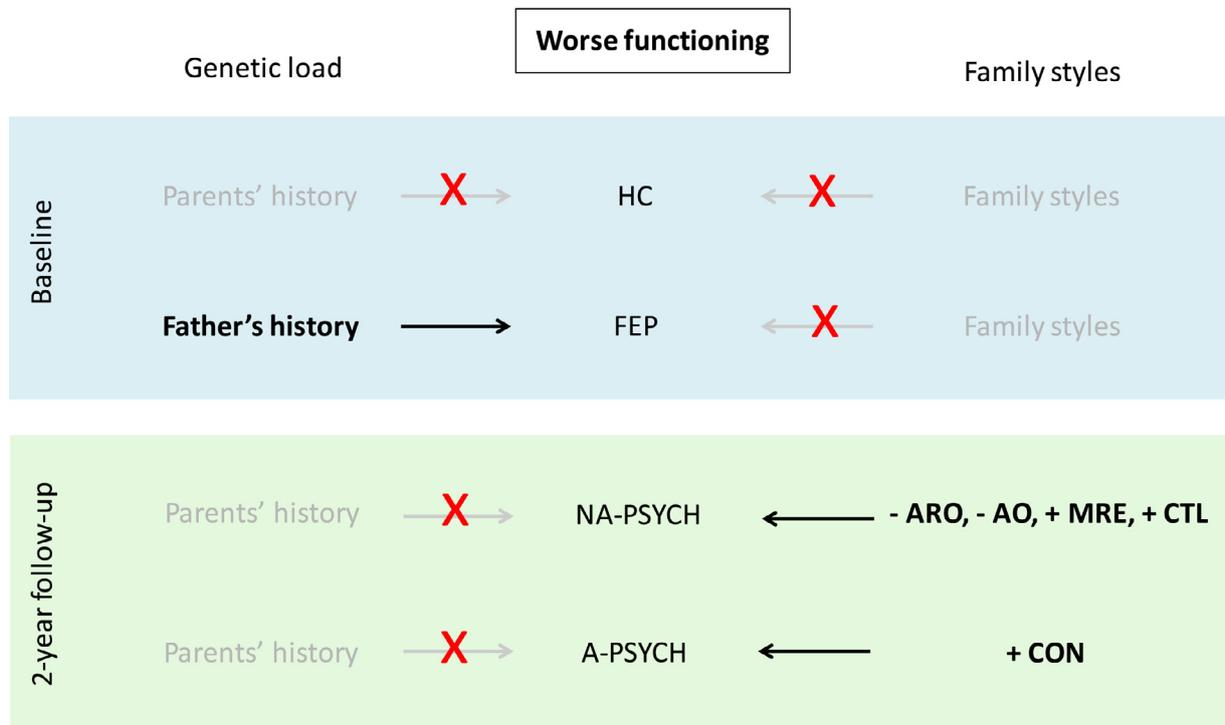 Worse functioning
Genetic load
Family styles
Baseline
Parents’ history X HC X Family styles
Father’s history FEP X Family styles
2-year follow-up
Parents’ history X NA-PSYCH - ARO, - AO, + MRE, + CTL
Parents’ history X A-PSYCH + CON